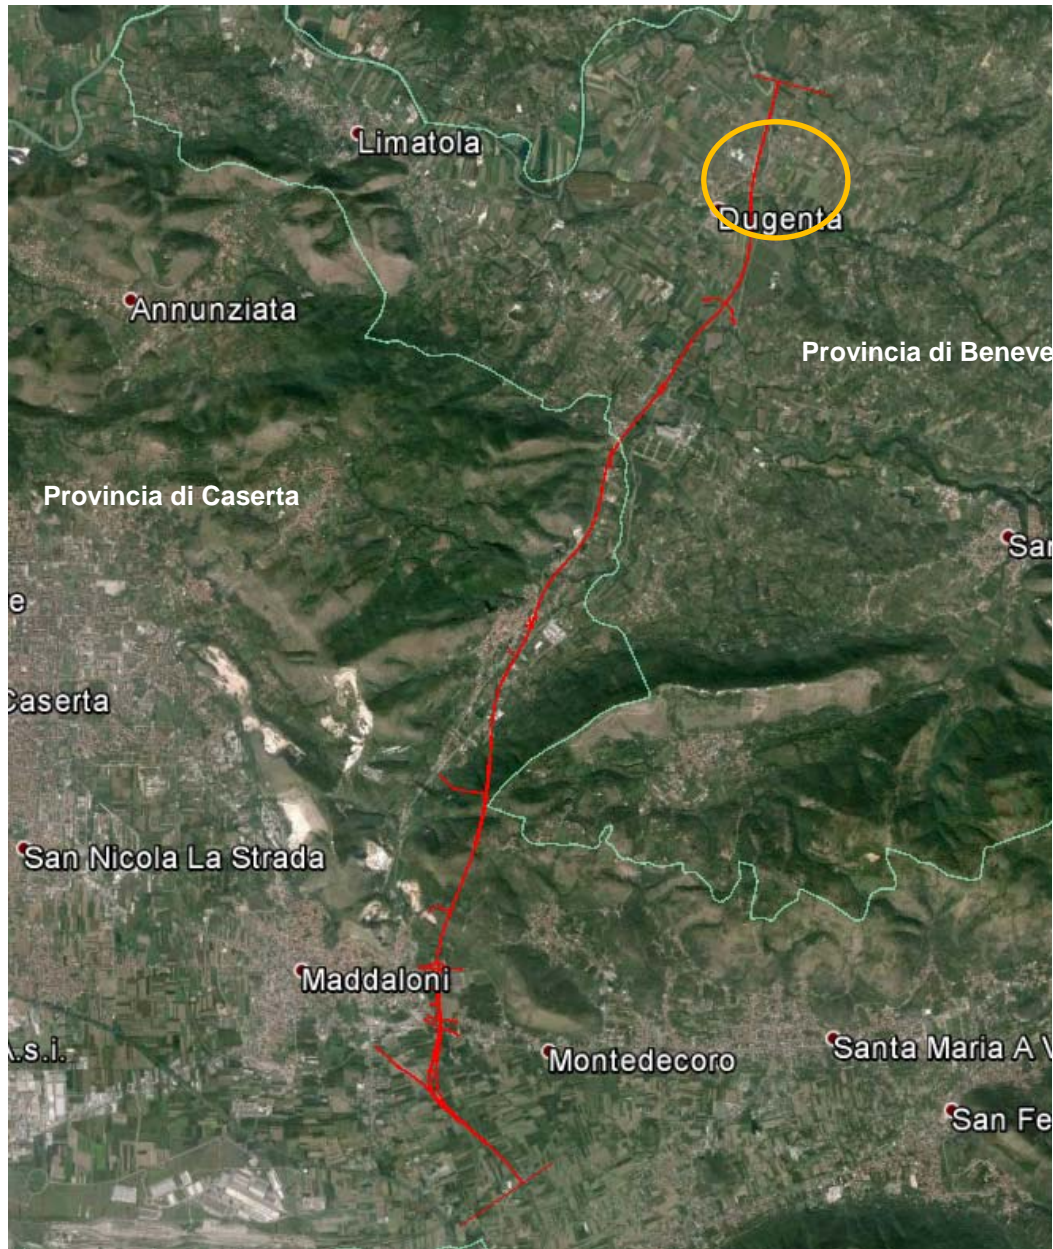 Limatola
Dugenta
Annunziata
Provincia di Beneve
Provincia di Caserta
Sar
e
Caserta
San Nicola La Strada
Maddaloni
A.s.i.
Montedecoro
Santa Maria A V
San Fe